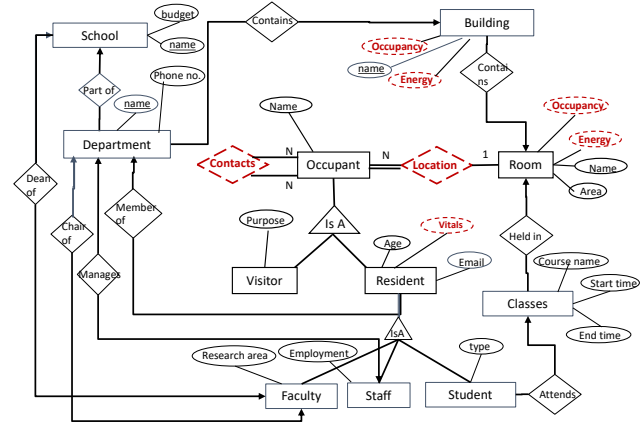 budget
School
name
Contains
Building
Occupancy
name
Energy
Part of
Phone no.
name
Contai
ns
Occupancy
Energy
Department
Name
Contacts
N
N
Occupant
N
Location
1
Room
Name
Area
Dean
of
Chair
of
Member
of
Manages
Purpose
Is A
Age
Vitals
Email
Visitor
Resident
Held in
Course name
Start time
Classes
End time
IsA
Research area
Employment
type
Faculty
Staff
Student
Attends